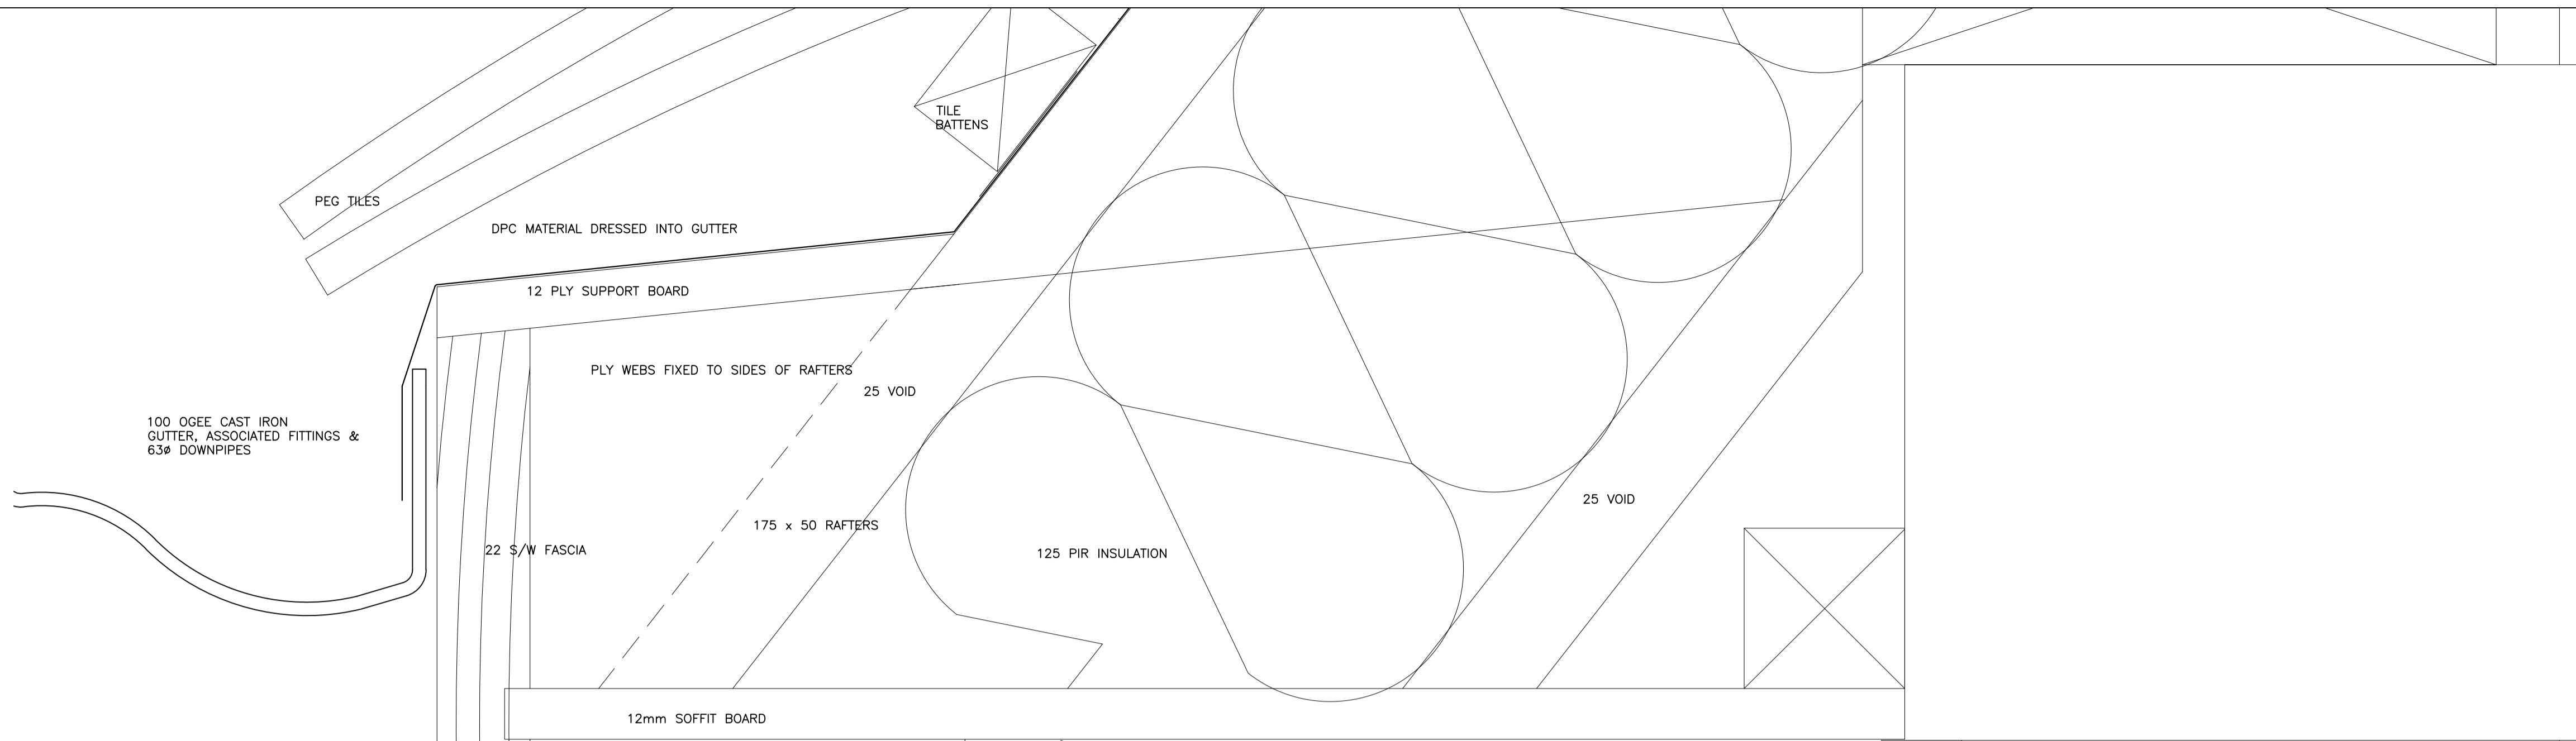 TILE
BATTENS
PEG TILES
DPC MATERIAL DRESSED INTO GUTTER
12 PLY SUPPORT BOARD
PLY WEBS FIXED TO SIDES OF RAFTERS
25 VOID
100 OGEE CAST IRON
GUTTER, ASSOCIATED FITTINGS &
63ø DOWNPIPES
25 VOID
175 x 50 RAFTERS
22 S/W FASCIA
125 PIR INSULATION
12mm SOFFIT BOARD